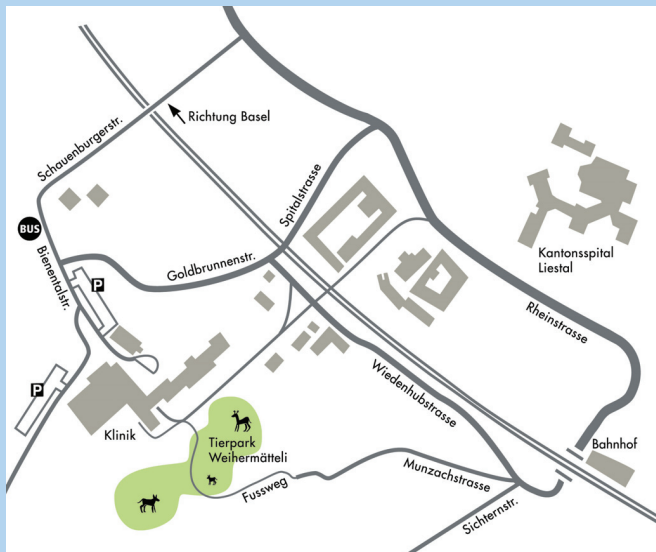 Richtung Basel
Schauenburgerstr.
Spitalstrasse
BUS
Bienentalstr.
Goldbrunnenstr.
Kantonsspital
Liestal
P
Rheinstrasse
Wiedenhubstrasse
P
Klinik
Tierpark
Weihermätteli
Bahnhof
Munzachstrasse
Fussweg
Sichternstr.